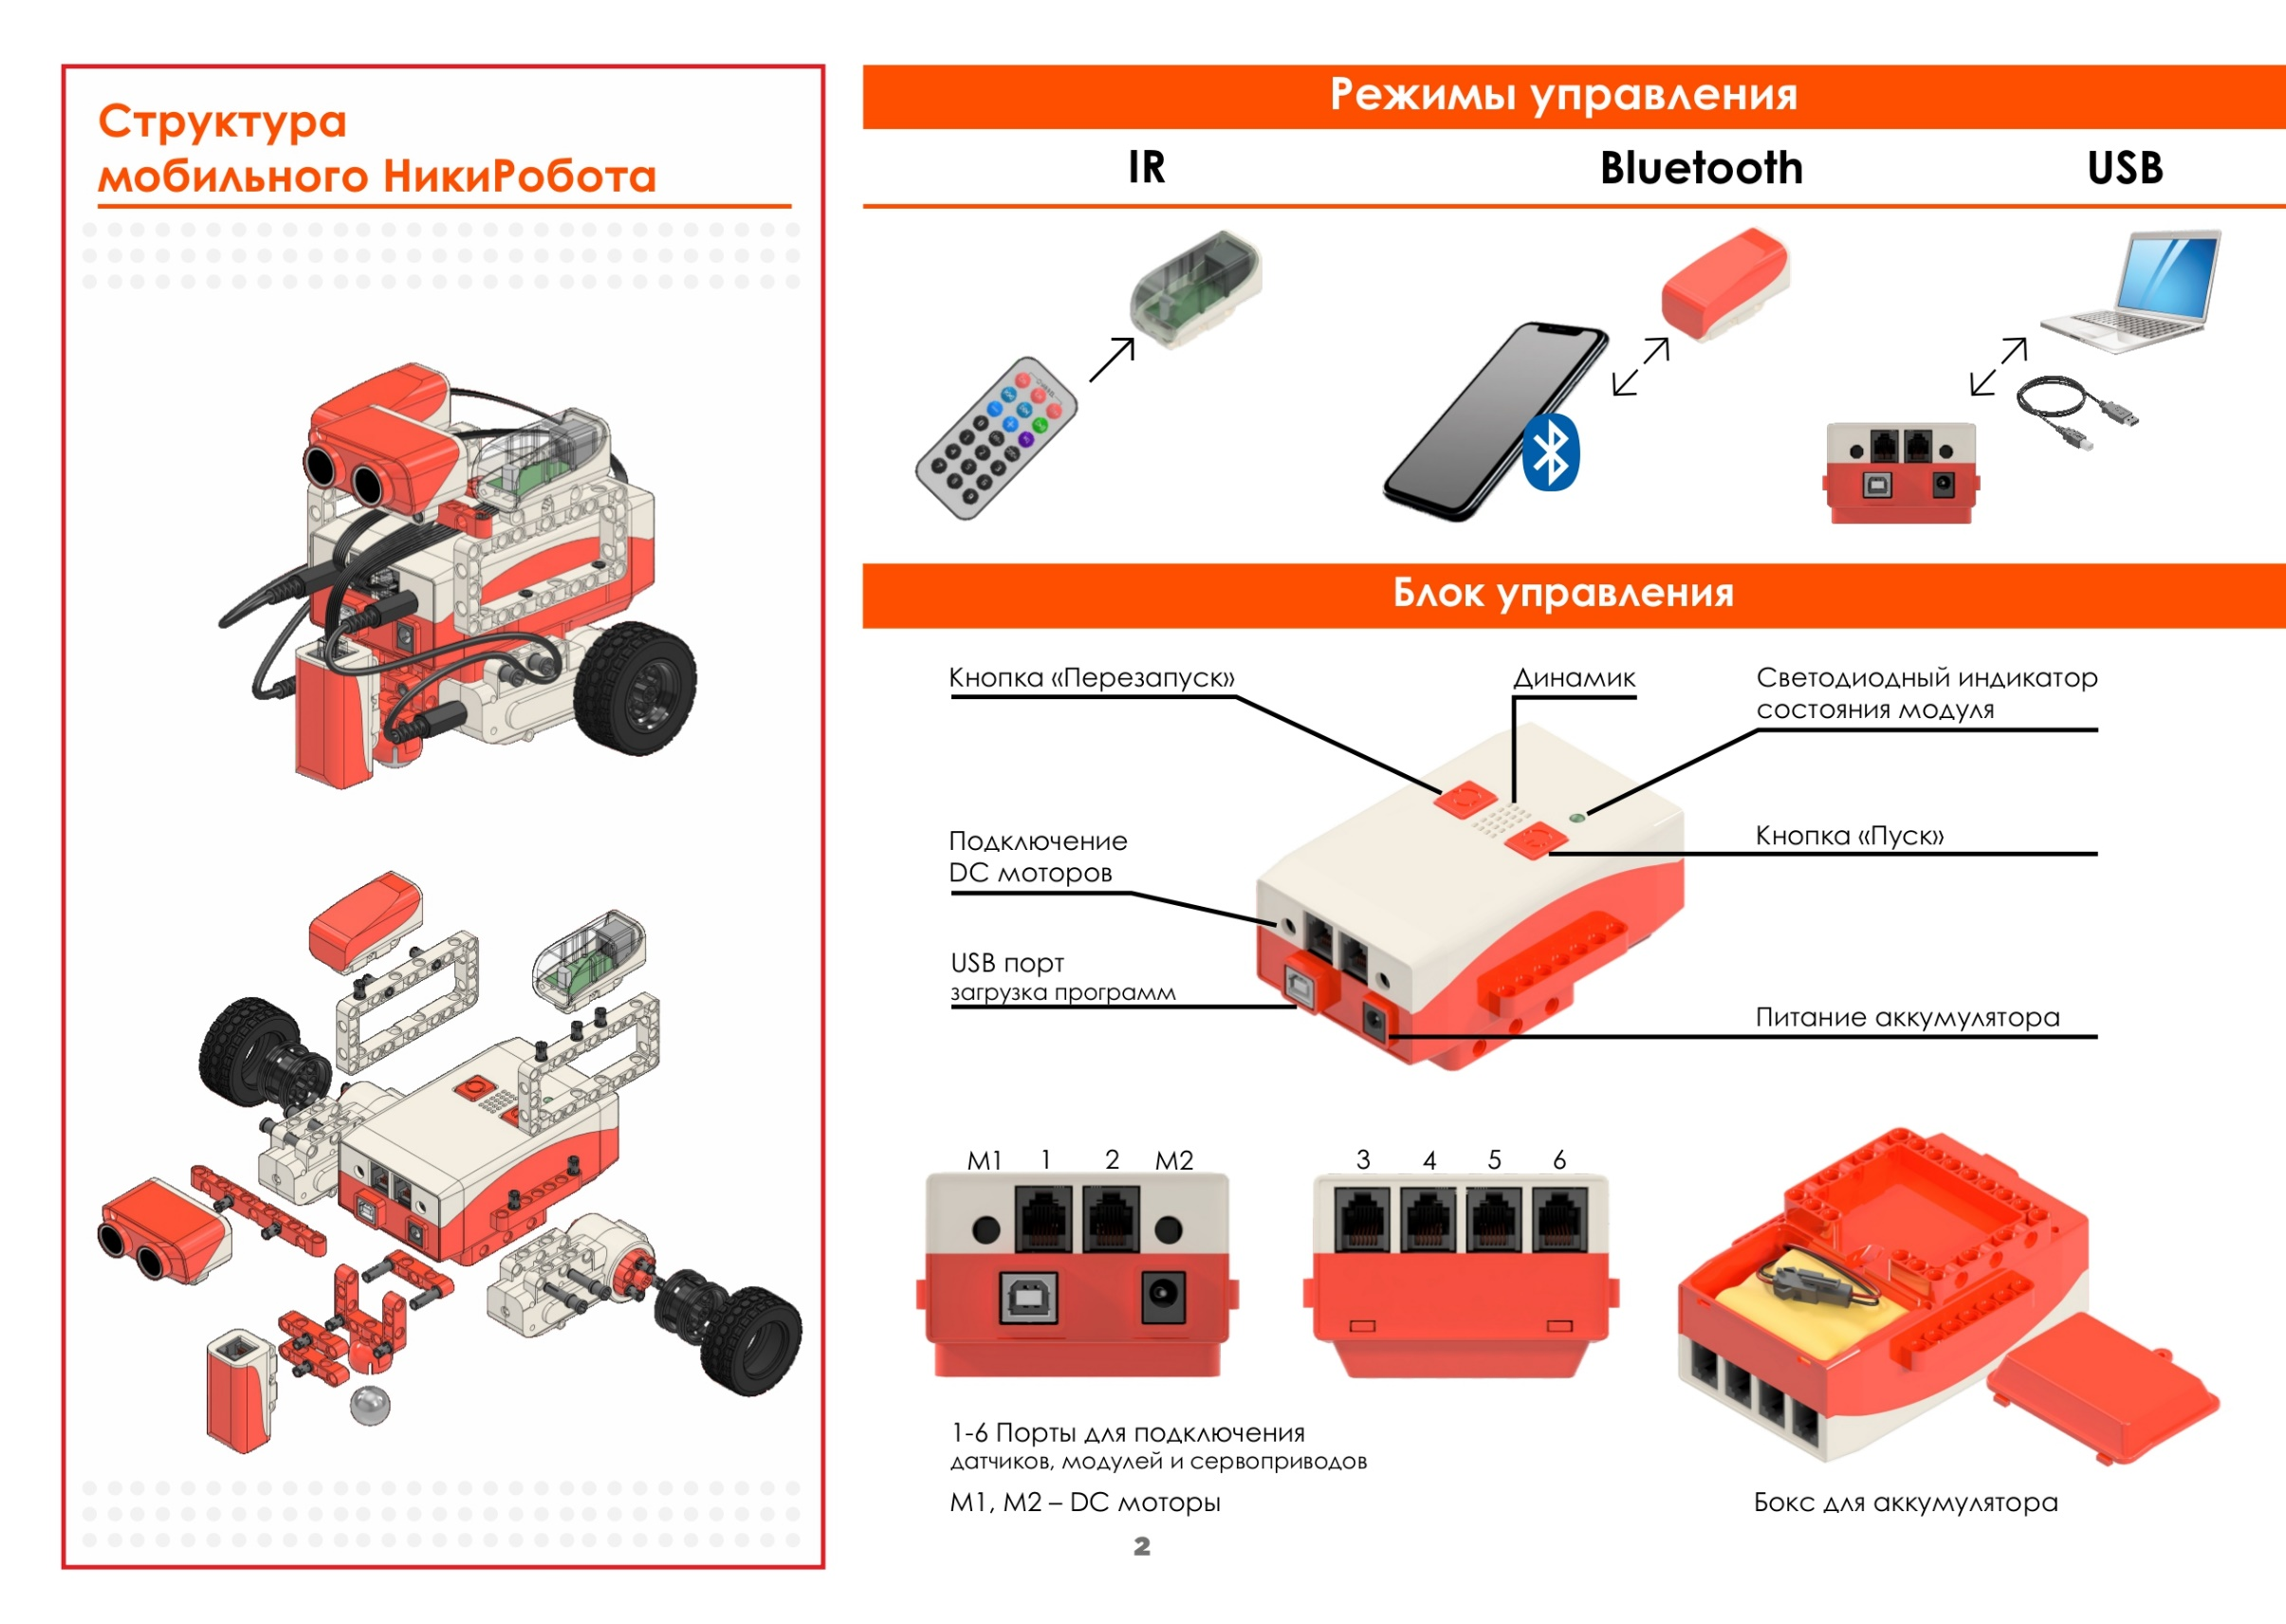 Структура
мобильного НикиРобота
Режимы управления
IR
Bluetooth
USB
Блок управления
Кнопка «Перезапуск»
Динамик
Светодиодный индикатор
состояния модуля
Подключение
DC моторов
Кнопка «Пуск»
USB порт
загрузка программ
Питание аккумулятора
M1 1 2 M2
3 4 5 6
1-6 Порты для подключения
датчиков, модулей и сервоприводов
M1, M2 – DC моторы
Бокс для аккумулятора
2